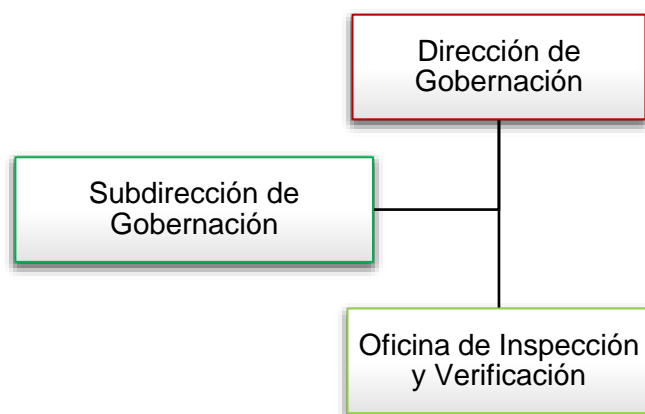 Dirección de
Gobernación
Subdirección de
Gobernación
Oficina de Inspección
y Verificación